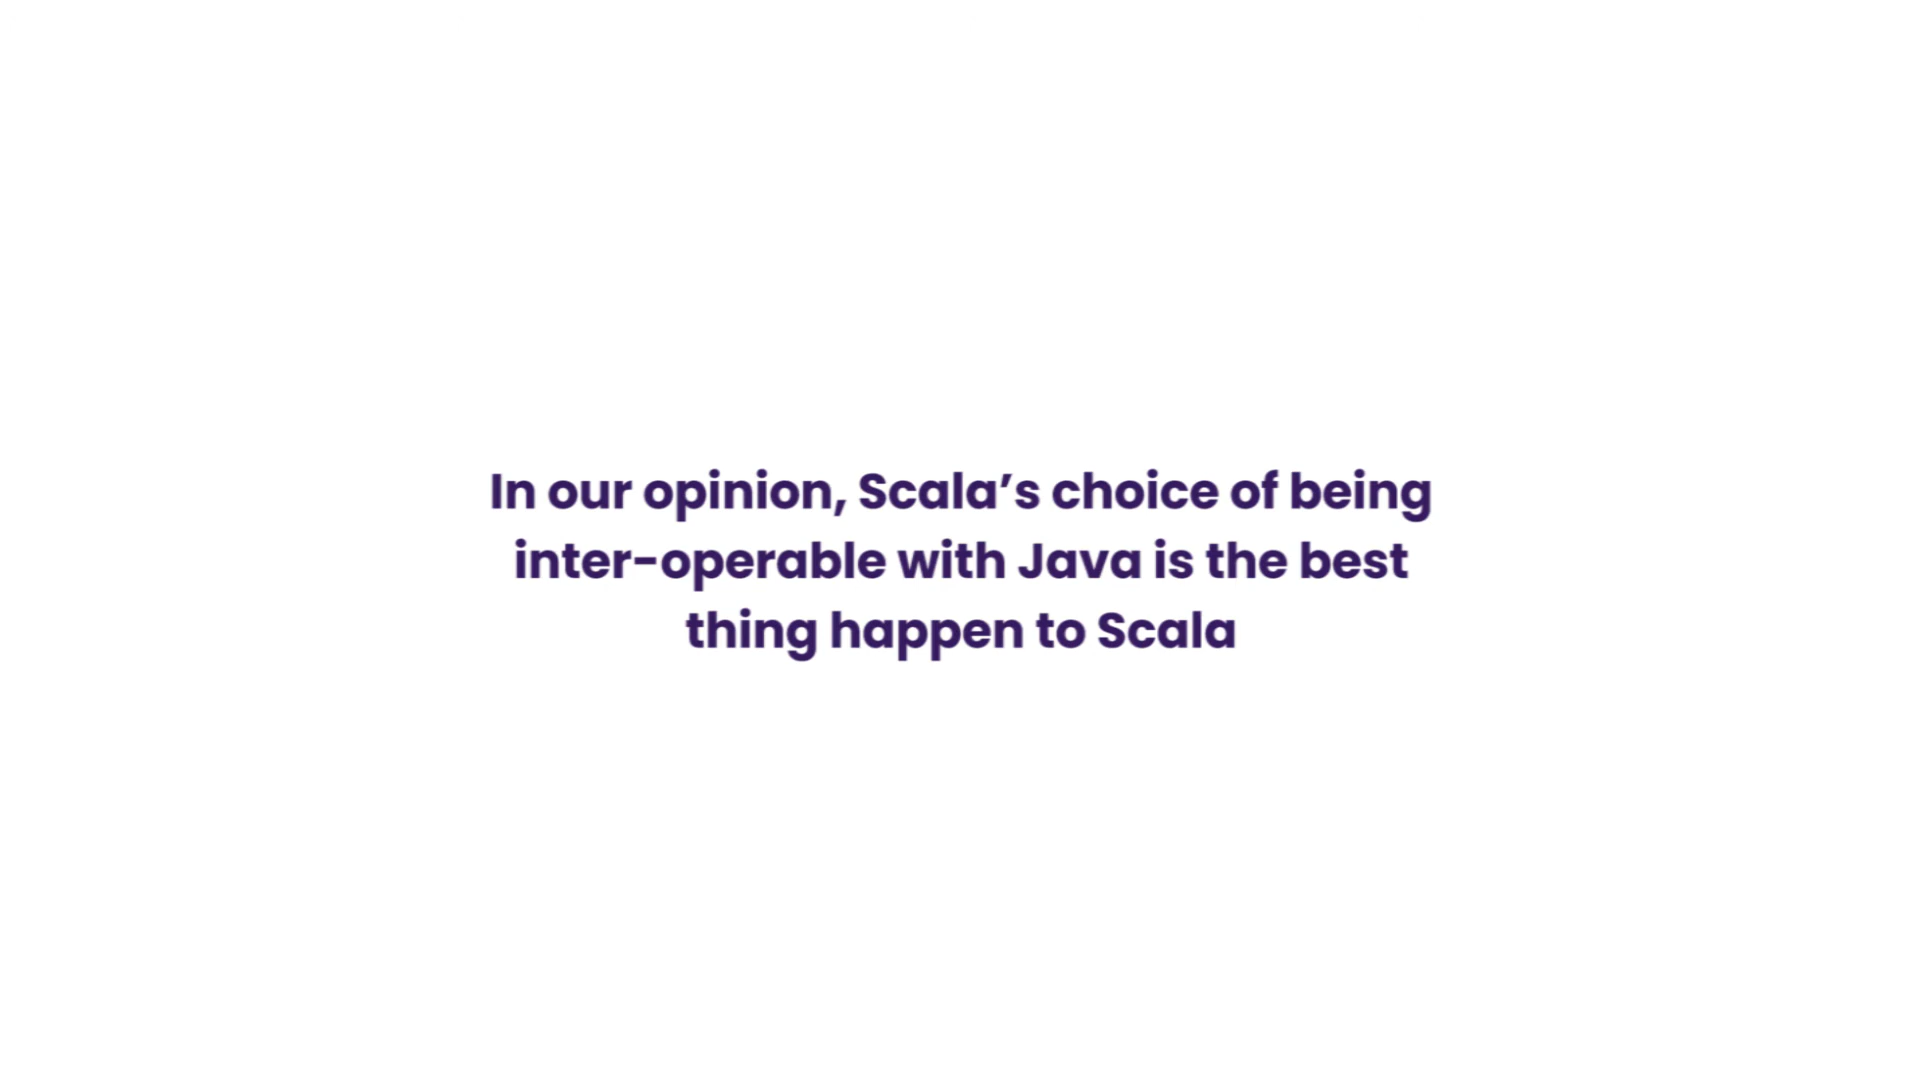 In our opinion, Scala’s choice of being
inter-operable with Java is the best
thing happen to Scala